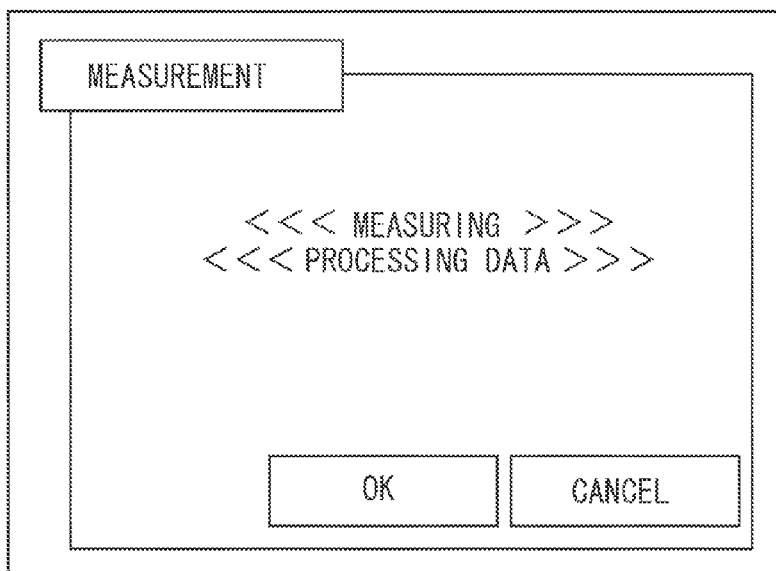 MEASUREMENT
<<< MEASURING >>>
<<< PROCESSING DATA >>>
OK
CANCEL